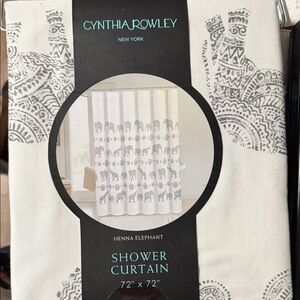 CYNTHIA ROWLEY
NEW YORK
HENNA ELEPHANT
SHOWER
CURTAIN
72" x 72"